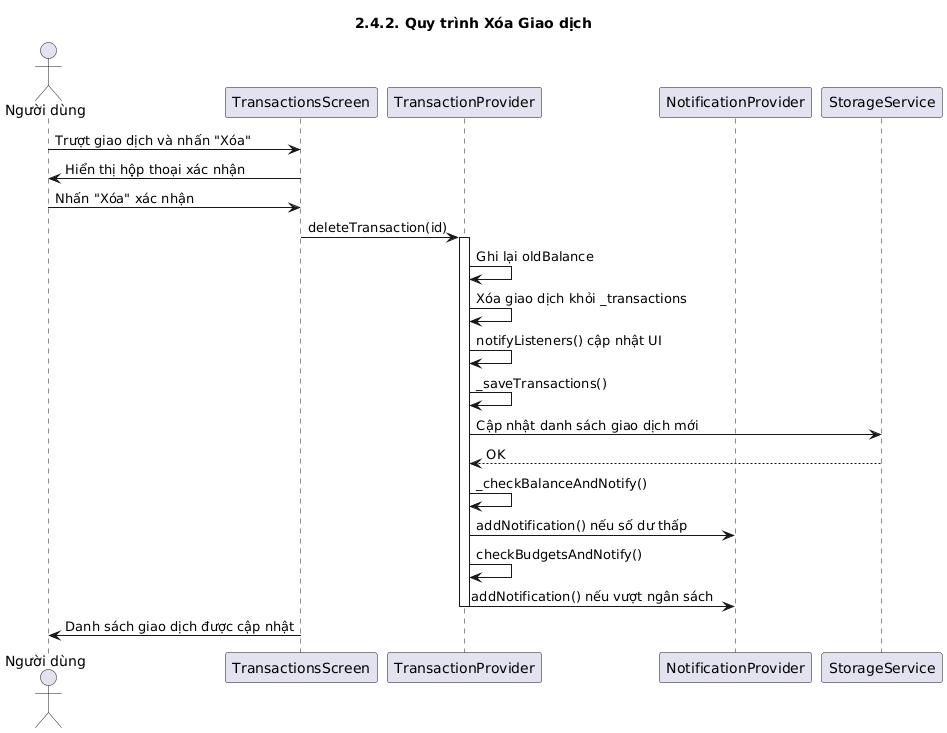 2.4.2. Quy trình Xóa Giao dịch
Người dùng
TransactionsScreen
TransactionProvider
NotificationProvider
StorageService
Trượt giao dịch và nhấn "Xóa"
Hiển thị hộp thoại xác nhận
Nhấn "Xóa" xác nhận
deleteTransaction(id)
Ghi lại oldBalance
Xóa giao dịch khỏi _transactions
notifyListeners() cập nhật UI
_saveTransactions()
Cập nhật danh sách giao dịch mới
OK
_checkBalanceAndNotify()
addNotification() nếu số dư thấp
checkBudgetsAndNotify()
addNotification() nếu vượt ngân sách
Danh sách giao dịch được cập nhật
Người dùng
TransactionsScreen
TransactionProvider
NotificationProvider
StorageService